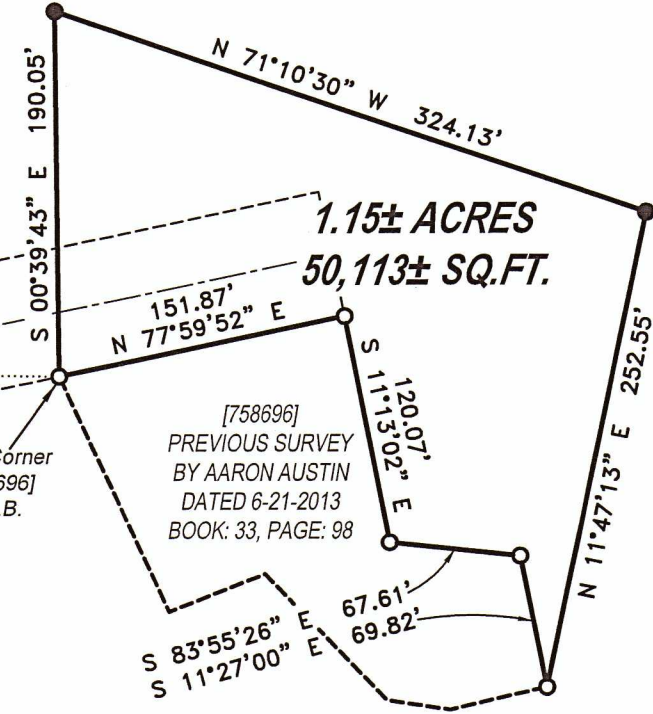 N 71°10'30" W 324.13'
S 00°39'43" E 190.05'
1.15± ACRES
50,113± SQ.FT.
151.87'
N 77°59'52" E
120.07'
S 11°13'02" E
N 11°47'13" E 252.55'
[758696]
PREVIOUS SURVEY
BY AARON AUSTIN
DATED 6-21-2013
BOOK: 33, PAGE: 98
Corner
696]
.B.
67.61'
69.82'
S 83°55'26" E
S 11°27'00" E